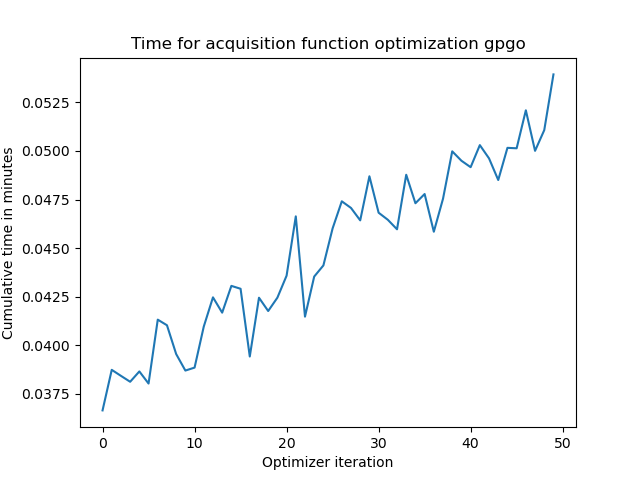 Time for acquisition function optimization gpgo
Cumulative time in minutes
0.0525
0.0500
0.0475
0.0450
0.0425
0.0400
0.0375
0 10 20 30 40 50
Optimizer iteration